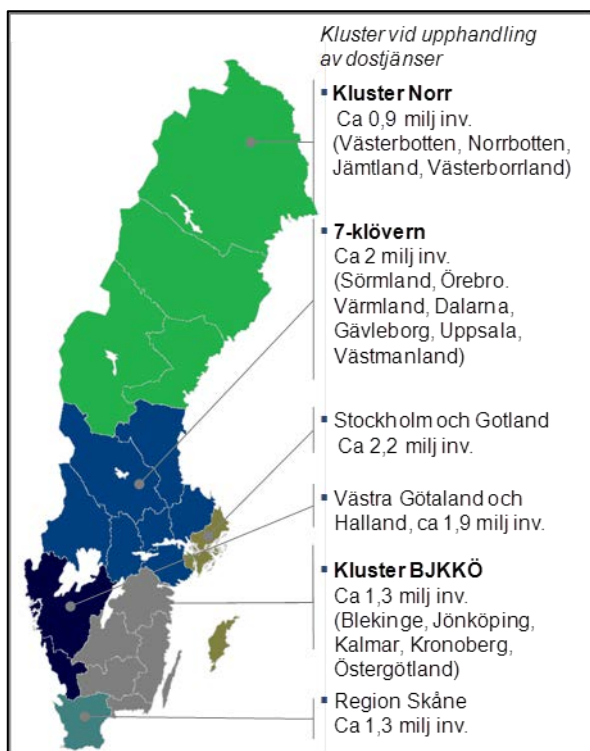 Kluster vid upphandling
av dostjänser
Kluster Norr
Ca 0,9 milj inv.
(Västerbotten, Norrbotten,
Jämtland, Västerborrland)
7-klövern
Ca 2 milj inv.
(Sörmland, Örebro.
Värmland, Dalarna,
Gävleborg, Uppsala,
Västmanland)
Stockholm och Gotland
Ca 2,2 milj inv.
Västra Götaland och
Halland, ca 1,9 milj inv.
Kluster BJKKÖ
Ca 1,3 milj inv.
(Blekinge, Jönköping,
Kalmar, Kronoberg,
Östergötland)
Region Skåne
Ca 1,3 milj inv.